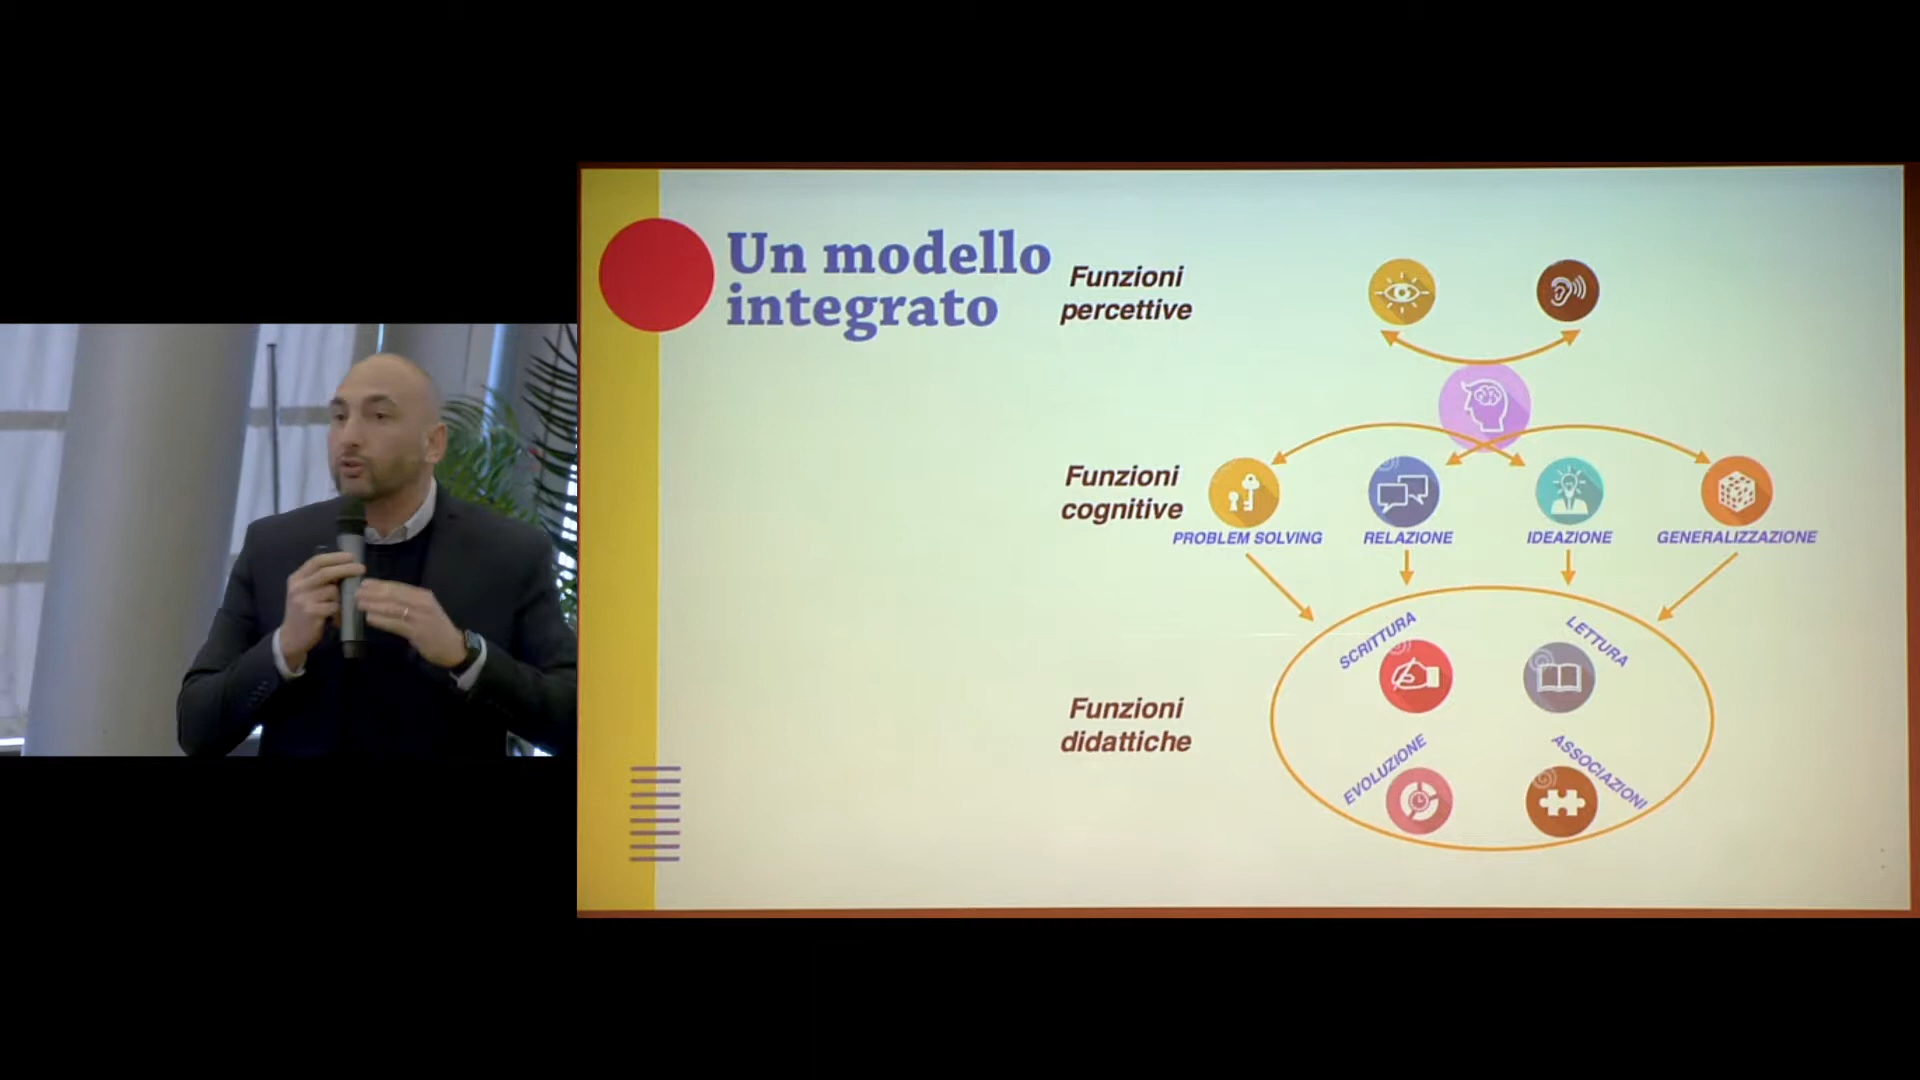 Un modello
integrato
Funzioni
percettive
Funzioni
cognitive
PROBLEM SOLVING
RELAZIONE
IDEAZIONE
GENERALIZZAZIONE
Funzioni
didattiche
SCRITTURA
LETTURA
EVOLUZIONE
ASSOCIAZIONI